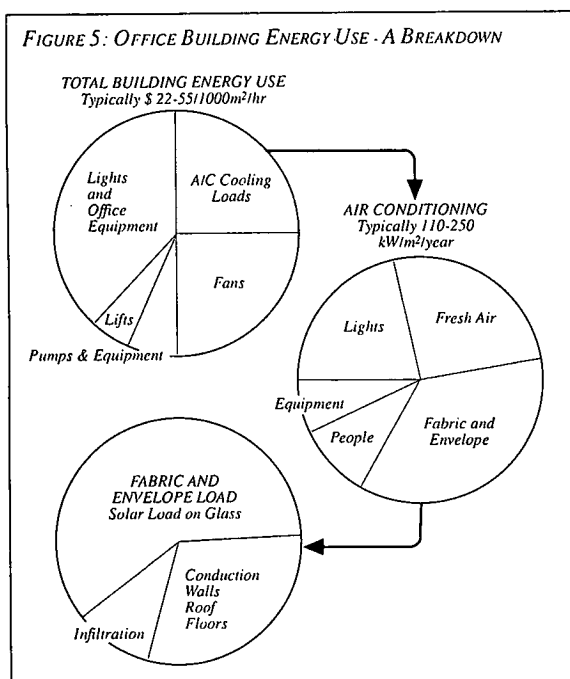 FIGURE 5: OFFICE BUILDING ENERGY USE - A BREAKDOWN
TOTAL BUILDING ENERGY USE
Typically $ 22-55/1000m²/hr
Lights
and
Office
Equipment
A/C Cooling
Loads
Fans
Lifts
Pumps & Equipment
AIR CONDITIONING
Typically 110-250
kW/m²/year
Lights
Fresh Air
Equipment
People
Fabric and
Envelope
FABRIC AND
ENVELOPE LOAD
Solar Load on Glass
Conduction
Walls
Roof
Floors
Infiltration